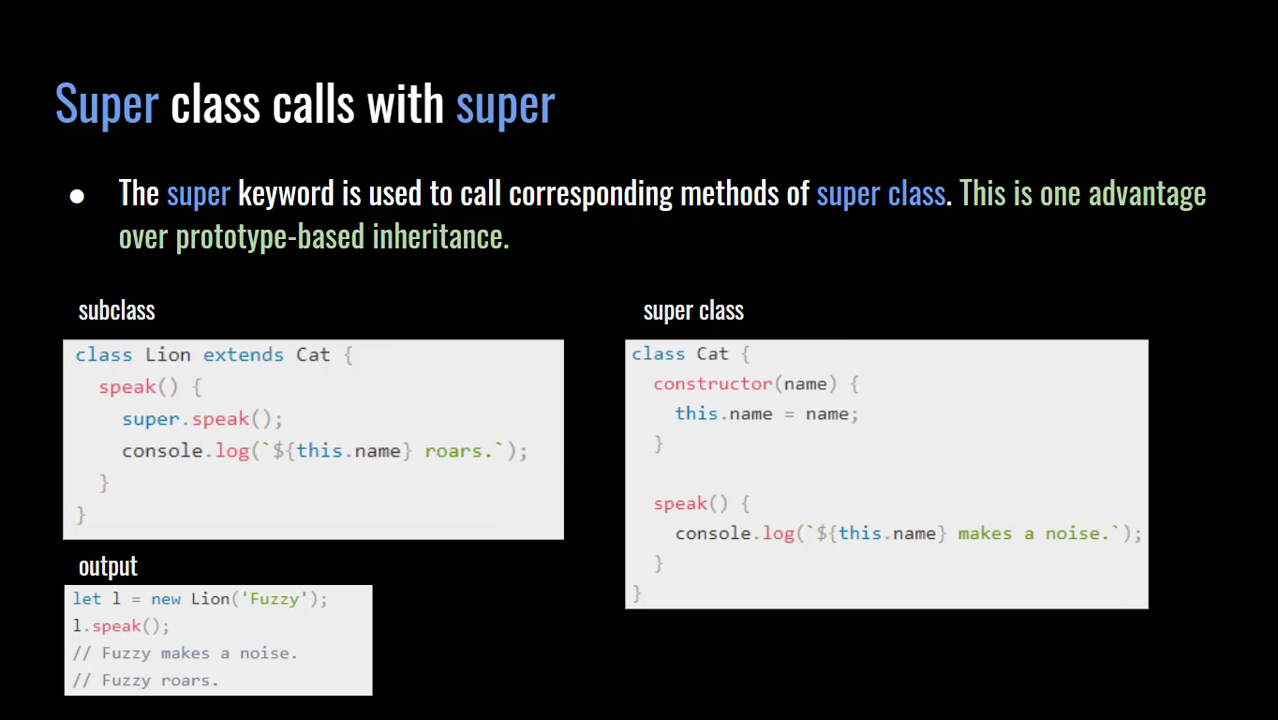 Super class calls with super
● The super keyword is used to call corresponding methods of super class. This is one advantage
over prototype-based inheritance.
subclass
class Lion extends Cat {
  speak() {
    super.speak();
    console.log(`${this.name} roars.`);
  }
}
output
let l = new Lion('Fuzzy');
l.speak();
// Fuzzy makes a noise.
// Fuzzy roars.
super class
class Cat {
  constructor(name) {
    this.name = name;
  }

  speak() {
    console.log(`${this.name} makes a noise.`);
  }
}